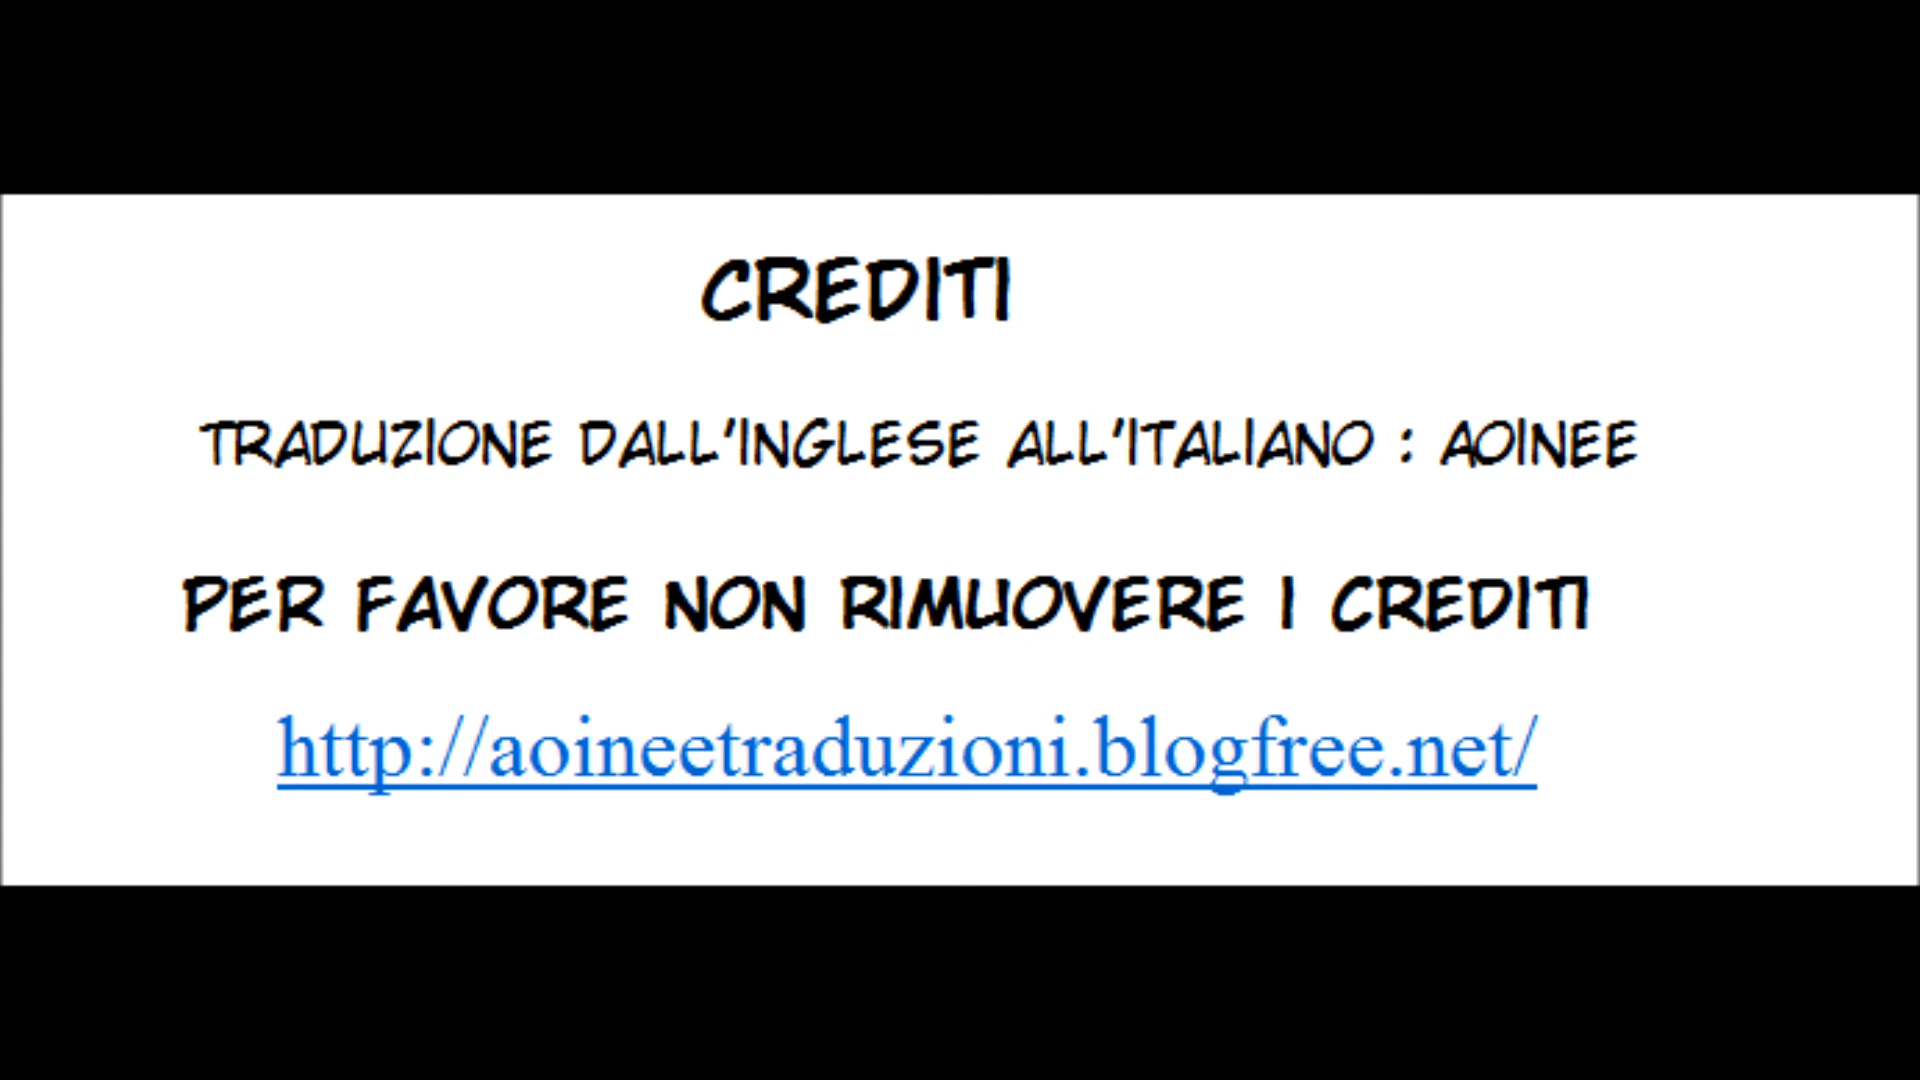 CREDITI
TRADUZIONE DALL'INGLESE ALL'ITALIANO : AOINEE
PER FAVORE NON RIMUOVERE I CREDITI
http://aoineetraduzioni.blogfree.net/